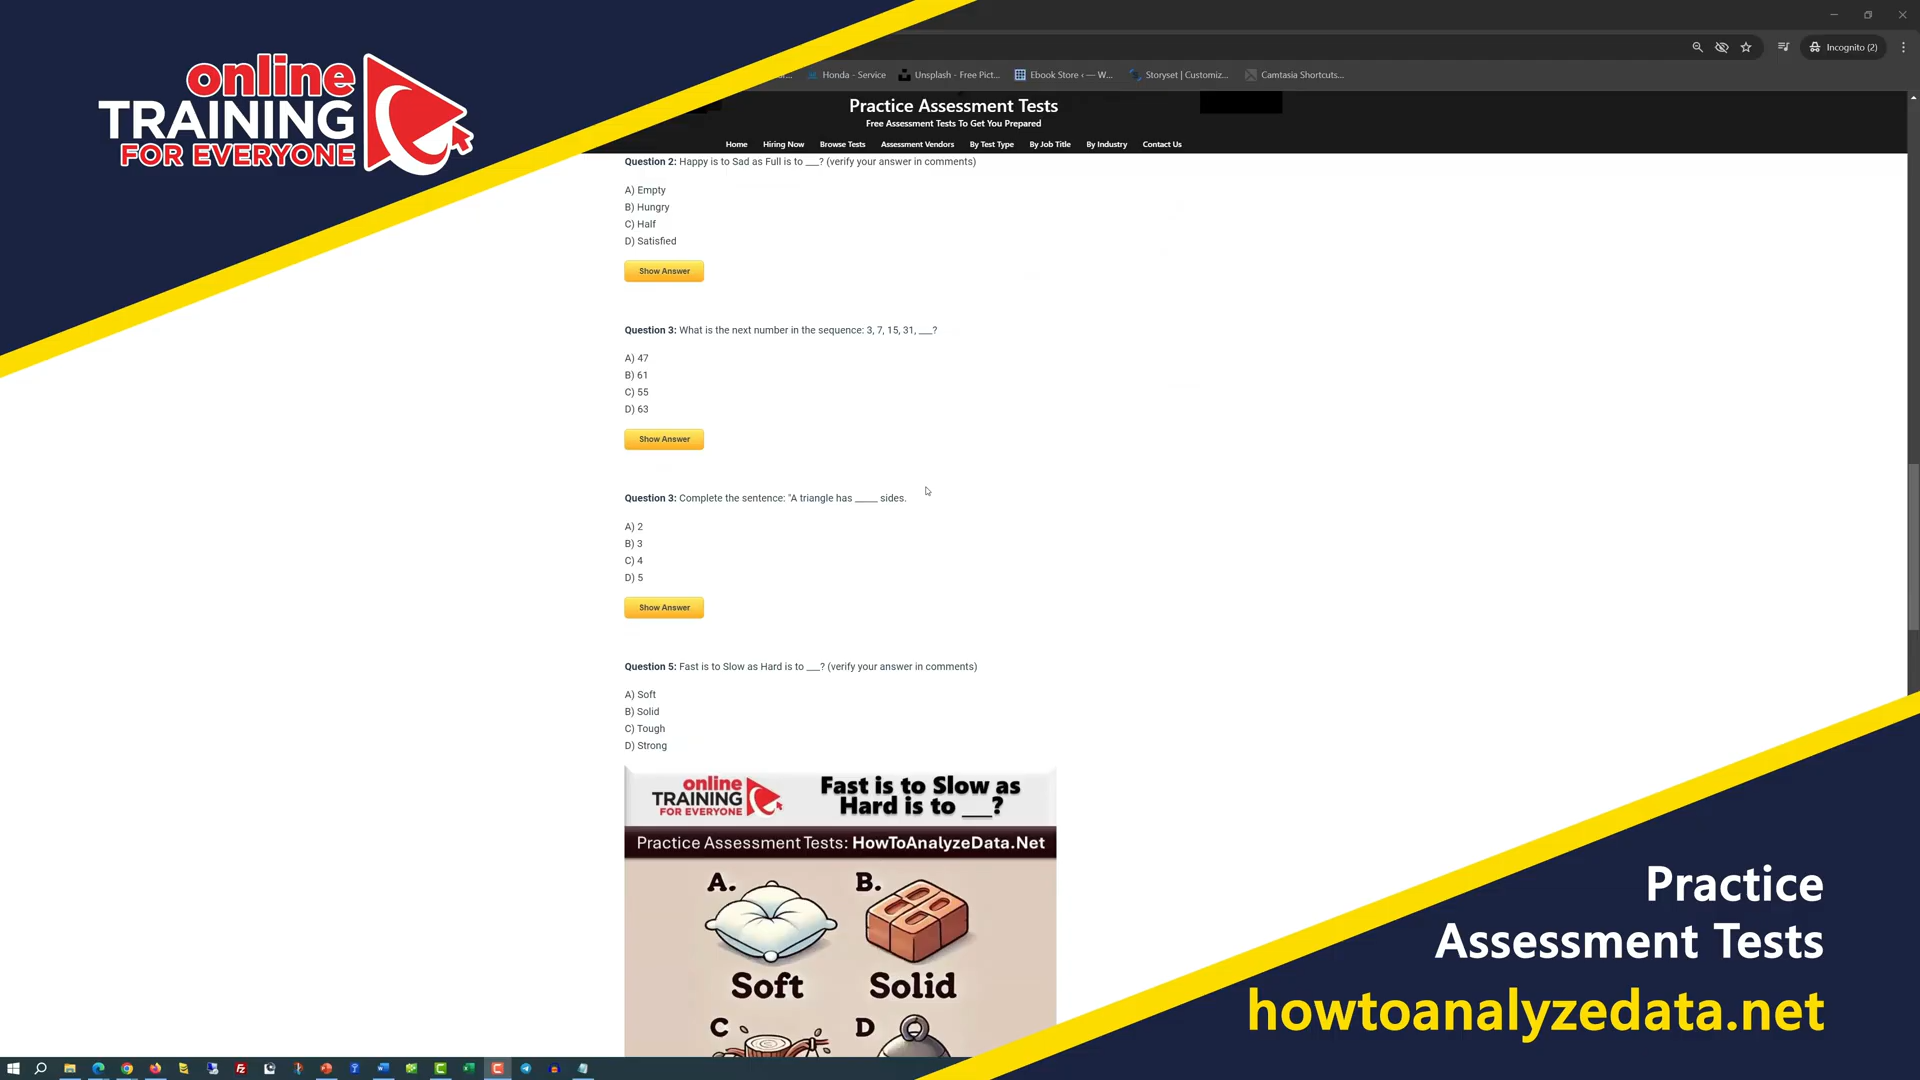 online
TRAINING
FOR EVERYONE
Incognito (2)
Honda - Service
Unsplash - Free Pict...
Ebook Store ‹ — W...
Storyset | Customiz...
Camtasia Shortcuts...
Practice Assessment Tests
Free Assessment Tests To Get You Prepared
Home
Hiring Now
Browse Tests
Assessment Vendors
By Test Type
By Job Title
By Industry
Contact Us
Question 2: Happy is to Sad as Full is to ___? (verify your answer in comments)
A) Empty
B) Hungry
C) Half
D) Satisfied
Show Answer
Question 3: What is the next number in the sequence: 3, 7, 15, 31, ___?
A) 47
B) 61
C) 55
D) 63
Show Answer
Question 3: Complete the sentence: "A triangle has _____ sides.
A) 2
B) 3
C) 4
D) 5
Show Answer
Question 5: Fast is to Slow as Hard is to ___? (verify your answer in comments)
A) Soft
B) Solid
C) Tough
D) Strong
online
TRAINING
FOR EVERYONE
Fast is to Slow as
Hard is to ___?
Practice Assessment Tests: HowToAnalyzeData.Net
A.
B.
Soft
Solid
C
D
Practice
Assessment Tests
howtoanalyzedata.net